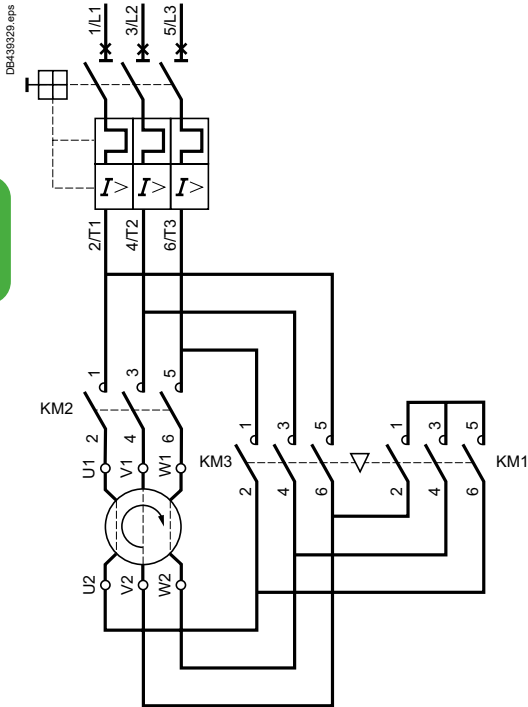 DB439329.eps
1/L1 3/L2 5/L3
I> I> I>
2/T1 4/T2 6/T3
1 3 5
KM2
2 4 6
U1 V1 W1
1 3 5
1 3 5
KM3
KM1
2 4 6
2 4 6
U2 V2 W2